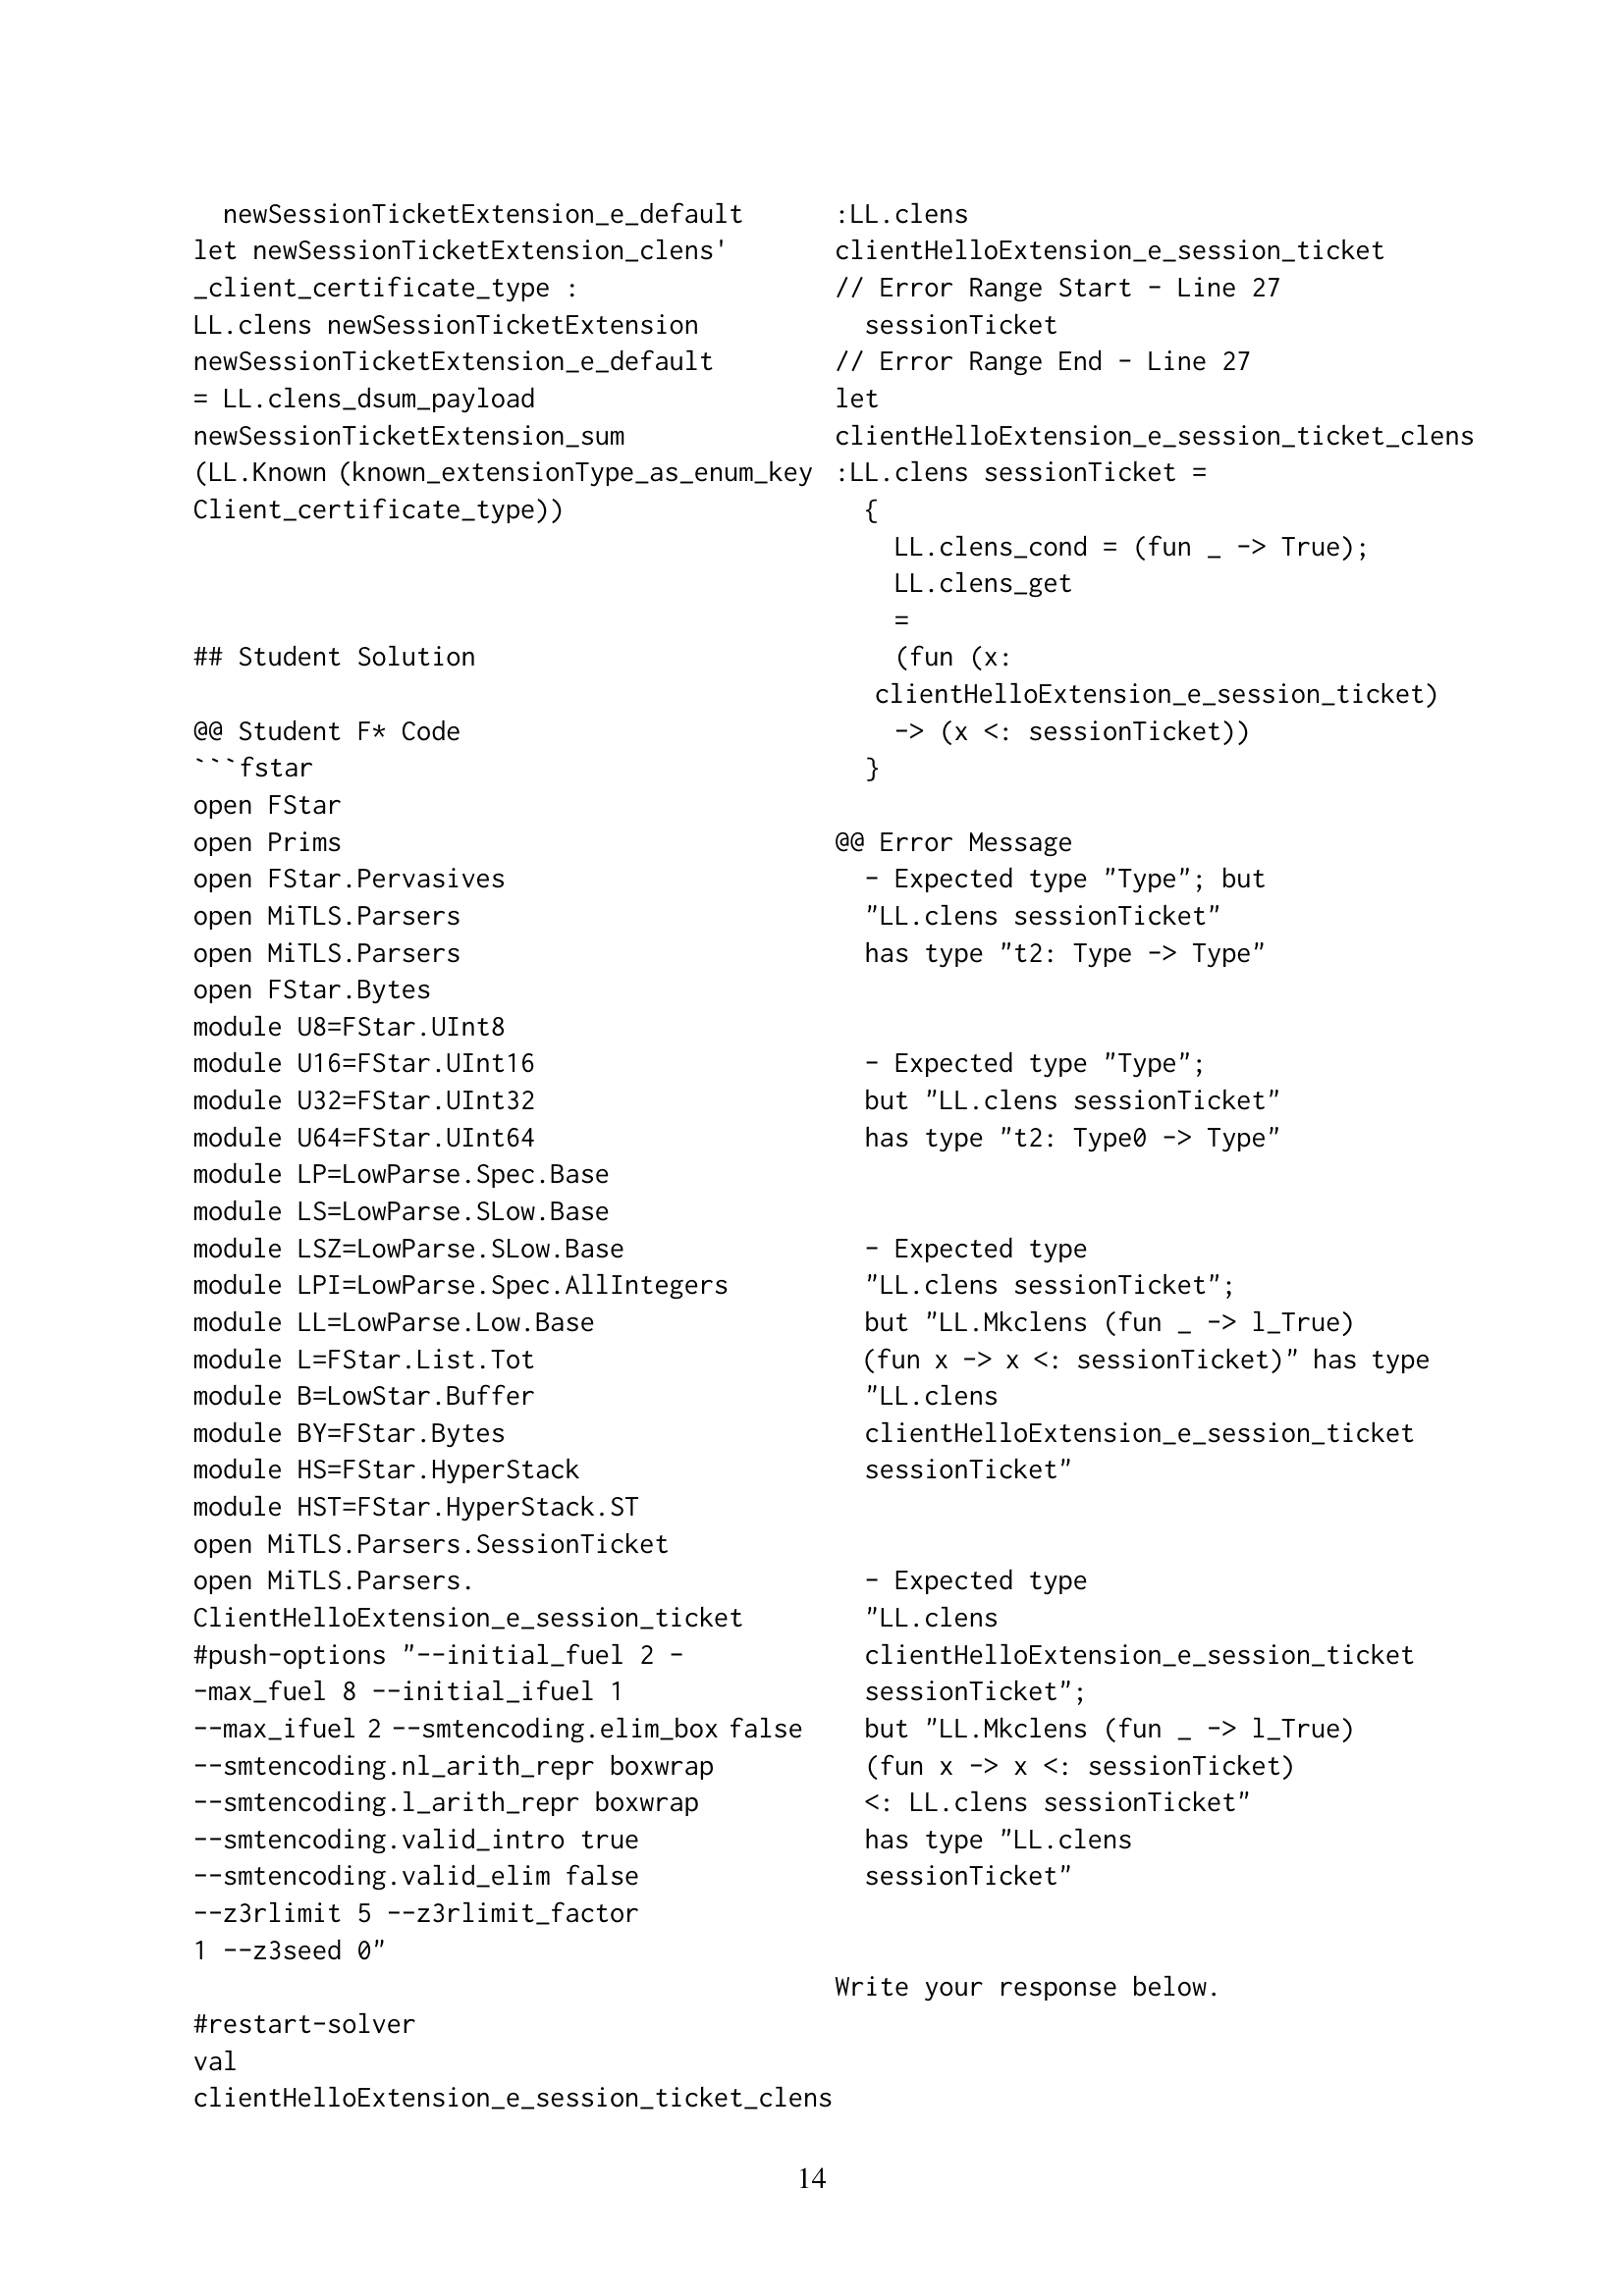 newSessionTicketExtension_e_default
let newSessionTicketExtension_clens'
_client_certificate_type :
LL.clens newSessionTicketExtension
newSessionTicketExtension_e_default
= LL.clens_dsum_payload
newSessionTicketExtension_sum
(LL.Known (known_extensionType_as_enum_key
Client_certificate_type))
## Student Solution
@@ Student F* Code
```fstar
open FStar
open Prims
open FStar.Pervasives
open MiTLS.Parsers
open MiTLS.Parsers
open FStar.Bytes
module U8=FStar.UInt8
module U16=FStar.UInt16
module U32=FStar.UInt32
module U64=FStar.UInt64
module LP=LowParse.Spec.Base
module LS=LowParse.SLow.Base
module LSZ=LowParse.SLow.Base
module LPI=LowParse.Spec.AllIntegers
module LL=LowParse.Low.Base
module L=FStar.List.Tot
module B=LowStar.Buffer
module BY=FStar.Bytes
module HS=FStar.HyperStack
module HST=FStar.HyperStack.ST
open MiTLS.Parsers.SessionTicket
open MiTLS.Parsers.
ClientHelloExtension_e_session_ticket
#push-options "--initial_fuel 2 -
-max_fuel 8 --initial_ifuel 1
--max_ifuel 2 --smtencoding.elim_box false
--smtencoding.nl_arith_repr boxwrap
--smtencoding.l_arith_repr boxwrap
--smtencoding.valid_intro true
--smtencoding.valid_elim false
--z3rlimit 5 --z3rlimit_factor
1 --z3seed 0"
#restart-solver
val
clientHelloExtension_e_session_ticket_clens
:LL.clens
clientHelloExtension_e_session_ticket
// Error Range Start - Line 27
sessionTicket
// Error Range End - Line 27
let
clientHelloExtension_e_session_ticket_clens
:LL.clens sessionTicket =
{
LL.clens_cond = (fun _ -> True);
LL.clens_get
=
(fun (x:
clientHelloExtension_e_session_ticket)
-> (x <: sessionTicket))
}
@@ Error Message
- Expected type "Type"; but
"LL.clens sessionTicket"
has type "t2: Type -> Type"
- Expected type "Type";
but "LL.clens sessionTicket"
has type "t2: Type0 -> Type"
- Expected type
"LL.clens sessionTicket";
but "LL.Mkclens (fun _ -> l_True)
(fun x -> x <: sessionTicket)" has type
"LL.clens
clientHelloExtension_e_session_ticket
sessionTicket"
- Expected type
"LL.clens
clientHelloExtension_e_session_ticket
sessionTicket";
but "LL.Mkclens (fun _ -> l_True)
(fun x -> x <: sessionTicket)
<: LL.clens sessionTicket"
has type "LL.clens
sessionTicket"
Write your response below.
14